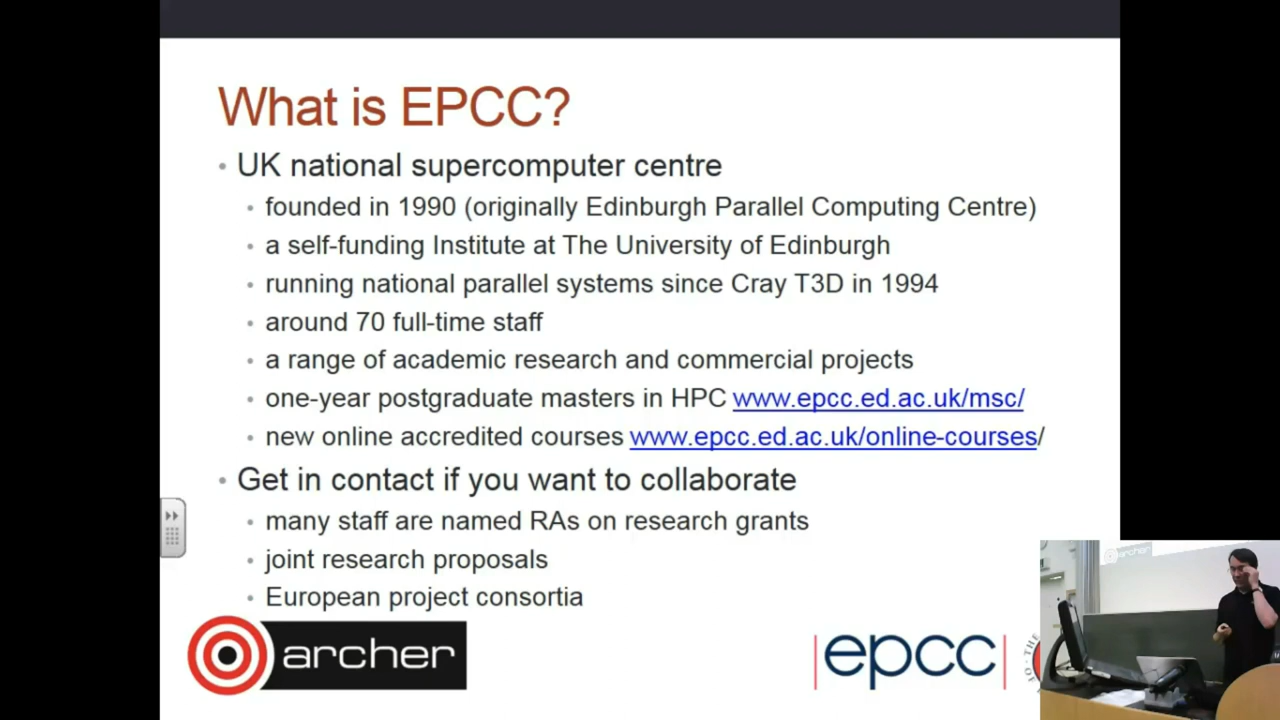 What is EPCC?
• UK national supercomputer centre
• founded in 1990 (originally Edinburgh Parallel Computing Centre)
• a self-funding Institute at The University of Edinburgh
• running national parallel systems since Cray T3D in 1994
• around 70 full-time staff
• a range of academic research and commercial projects
• one-year postgraduate masters in HPC www.epcc.ed.ac.uk/msc/
• new online accredited courses www.epcc.ed.ac.uk/online-courses/
• Get in contact if you want to collaborate
• many staff are named RAs on research grants
• joint research proposals
• European project consortia
archer
epcc
archer